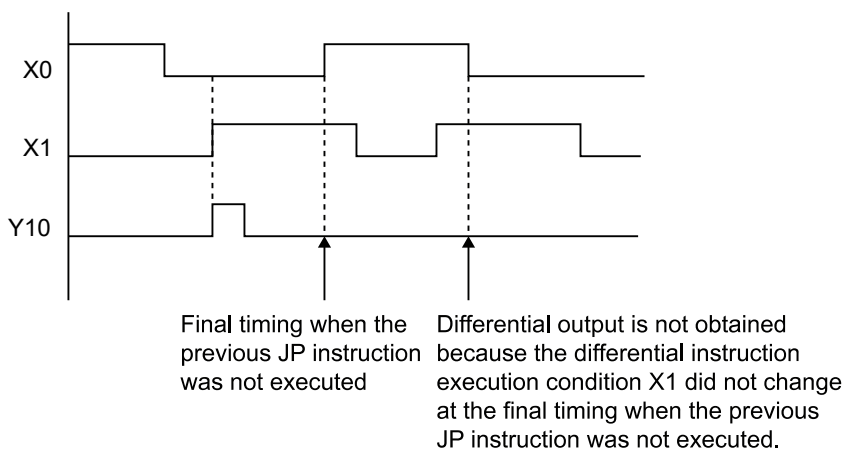 X0
X1
Y10
Final timing when the
previous JP instruction
was not executed
Differential output is not obtained
because the differential instruction
execution condition X1 did not change
at the final timing when the previous
JP instruction was not executed.